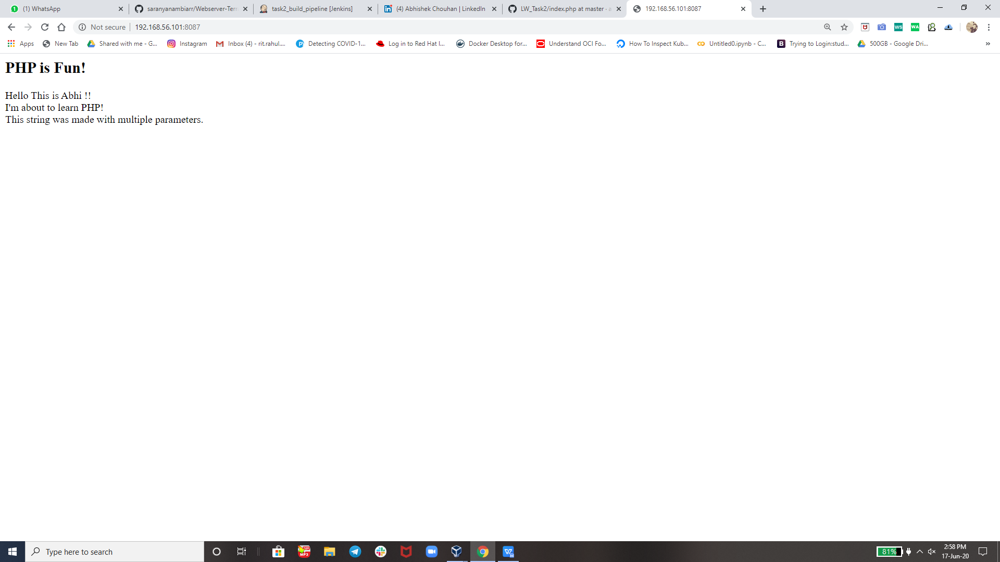 (1) WhatsApp
saranyanambiarr/Webserver-Terr
task2_build_pipeline [Jenkins]
(4) Abhishek Chouhan | LinkedIn
LW_Task2/index.php at master · a
192.168.56.101:8087
Not secure
192.168.56.101:8087
Apps
New Tab
Shared with me - G...
Instagram
Inbox (4) - rit.rahul....
Detecting COVID-1...
Log in to Red Hat I...
Docker Desktop for...
Understand OCI Fo...
How To Inspect Kub...
Untitled0.ipynb - C...
Trying to Login:stud...
500GB - Google Dri...
PHP is Fun!
Hello This is Abhi !!
I'm about to learn PHP!
This string was made with multiple parameters.
Type here to search
81%
2:58 PM
17-Jun-20